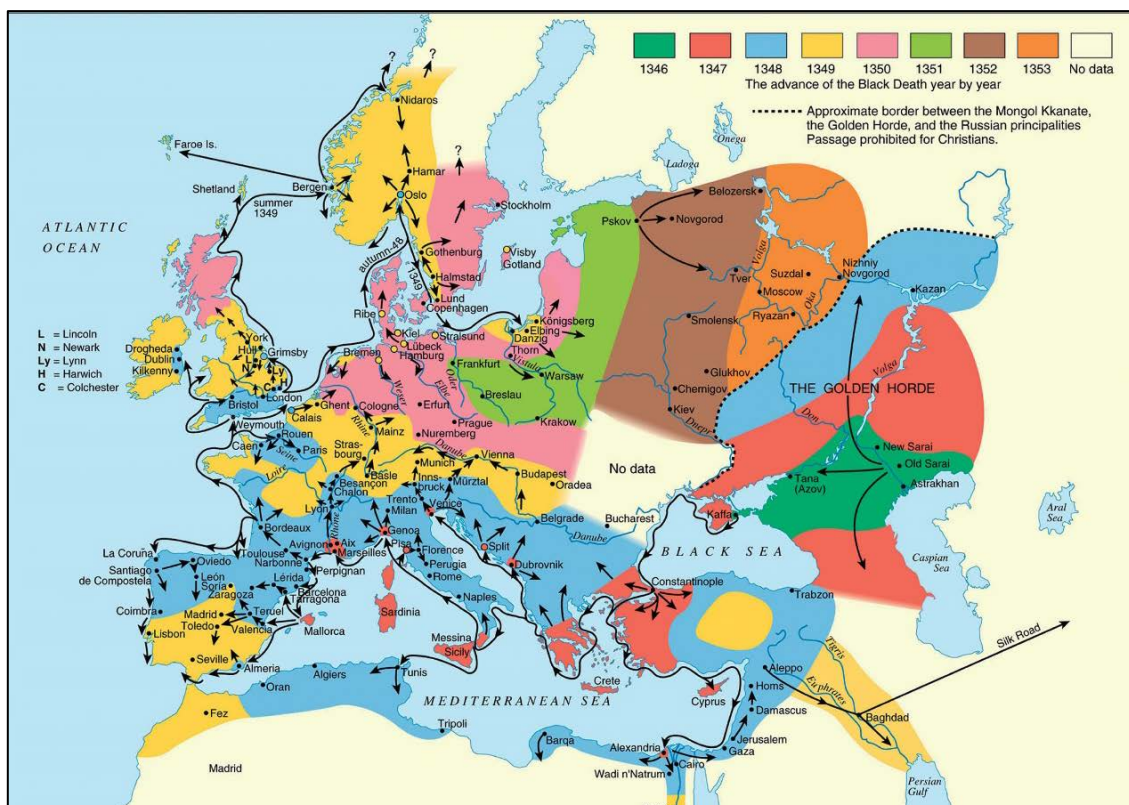 1346 1347 1348 1349 1350 1351 1352 1353 No data
The advance of the Black Death year by year
Approximate border between the Mongol Kkanate,
the Golden Horde, and the Russian principalities
Passage prohibited for Christians.
?
?
Nidaros
Onega
Ladoga
Faroe Is.
?
Hamar
Shetland
Bergen
Belozersk
summer
1349
Oslo
Stockholm
Pskov
Novgorod
ATLANTIC
OCEAN
autumn-48
1349
Gothenburg
Visby
Gotland
Volga
Nizhniy
Novgorod
Halmstad
Tver
Suzdal
Oka
Kazan
Lund
Copenhagen
Moscow
Ribe
Ryazan
L = Lincoln
N = Newark
Ly = Lynn
H = Harwich
C = Colchester
Königsberg
Elbing
Danzig
Smolensk
York
Hull
Grimsby
Kiel
Stralsund
Drogheda
Dublin
Kilkenny
L
N
Ly
H
C
Bremen
Lübeck
Hamburg
Thorn
Vistula
Glukhov
Volga
Frankfurt
Warsaw
THE GOLDEN HORDE
Bristol
London
Weser
Elbe
Oder
Chernigov
Don
Calais
Ghent
Cologne
Erfurt
Breslau
Kiev
Weymouth
Rouen
Rhine
Prague
Krakow
Dnepr
Caen
Seine
Paris
Mainz
Nuremberg
New Sarai
Loire
Stras-
bourg
Danube
Vienna
No data
Old Sarai
Munich
Tana
(Azov)
Astrakhan
Besançon
Basle
Inns-
bruck
Mürztal
Budapest
Oradea
Chalon
Kaffa
Aral
Sea
Lyon
Trento
Milan
Venice
Belgrade
Bucharest
Bordeaux
Rhône
Danube
Genoa
BLACK SEA
Caspian
Sea
La Coruña
Oviedo
Avignon
Aix
Pisa
Florence
Split
Toulouse
Marseilles
Santiago
de Compostela
León
Narbonne
Perugia
Dubrovnik
Soria
Lérida
Perpignan
Rome
Constantinople
Trabzon
Zaragoza
Barcelona
Tarragona
Coimbra
Madrid
Teruel
Naples
Toledo
Valencia
Mallorca
Sardinia
Lisbon
Messina
Sicily
Tigris
Silk Road
Seville
Almeria
Aleppo
Euphrates
Algiers
Tunis
Crete
Homs
Oran
MEDITERRANEAN SEA
Cyprus
Fez
Damascus
Baghdad
Tripoli
Barqa
Alexandria
Jerusalem
Gaza
Madrid
Cairo
Wadi n'Natrum
Persian
Gulf